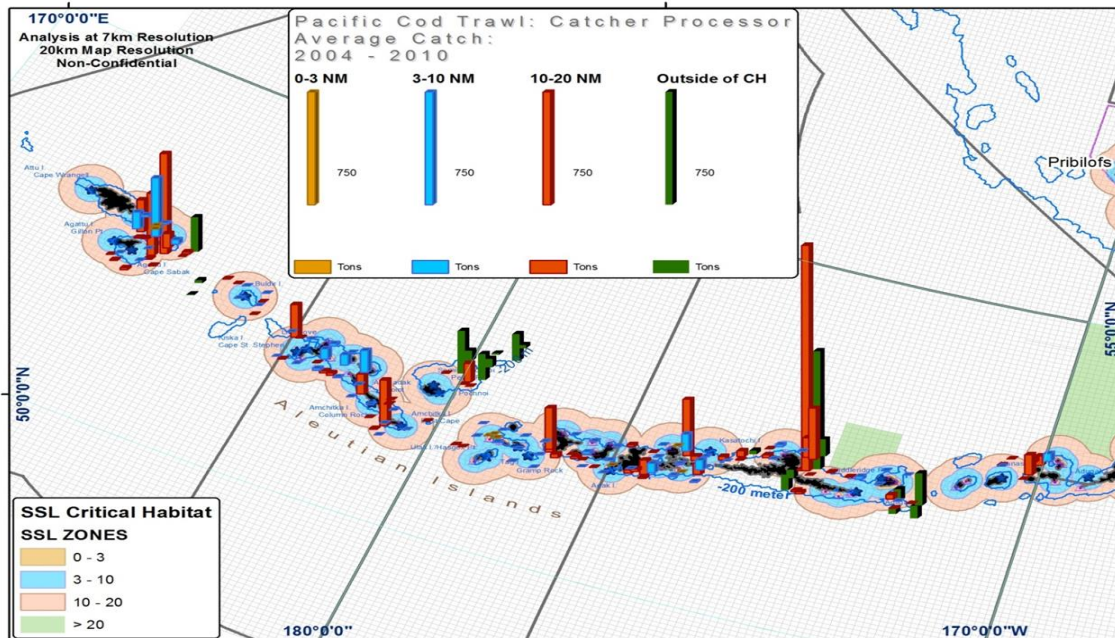 170°0'0"E
Analysis at 7km Resolution
20km Map Resolution
Non-Confidential
Pacific Cod Trawl: Catcher Processor
Average Catch:
2004 - 2010
0-3 NM
3-10 NM
10-20 NM
Outside of CH
750
750
750
750
Tons
Tons
Tons
Tons
Pribilofs
Attu I
Cape Wrangell
Agattu I
Gillon Pt
Cape Sabak
Buldir I
Kiska I
Cape St Stephen
50°0'0"N
55°0'0"N
Amchitka I
Column Roc
Amchitka I
Kasatochi I
Gramp Rock
Adak I
Aleutian
Islands
-200 meter
SSL Critical Habitat
SSL ZONES
0 - 3
3 - 10
10 - 20
> 20
180°0'0"
170°0'0"W